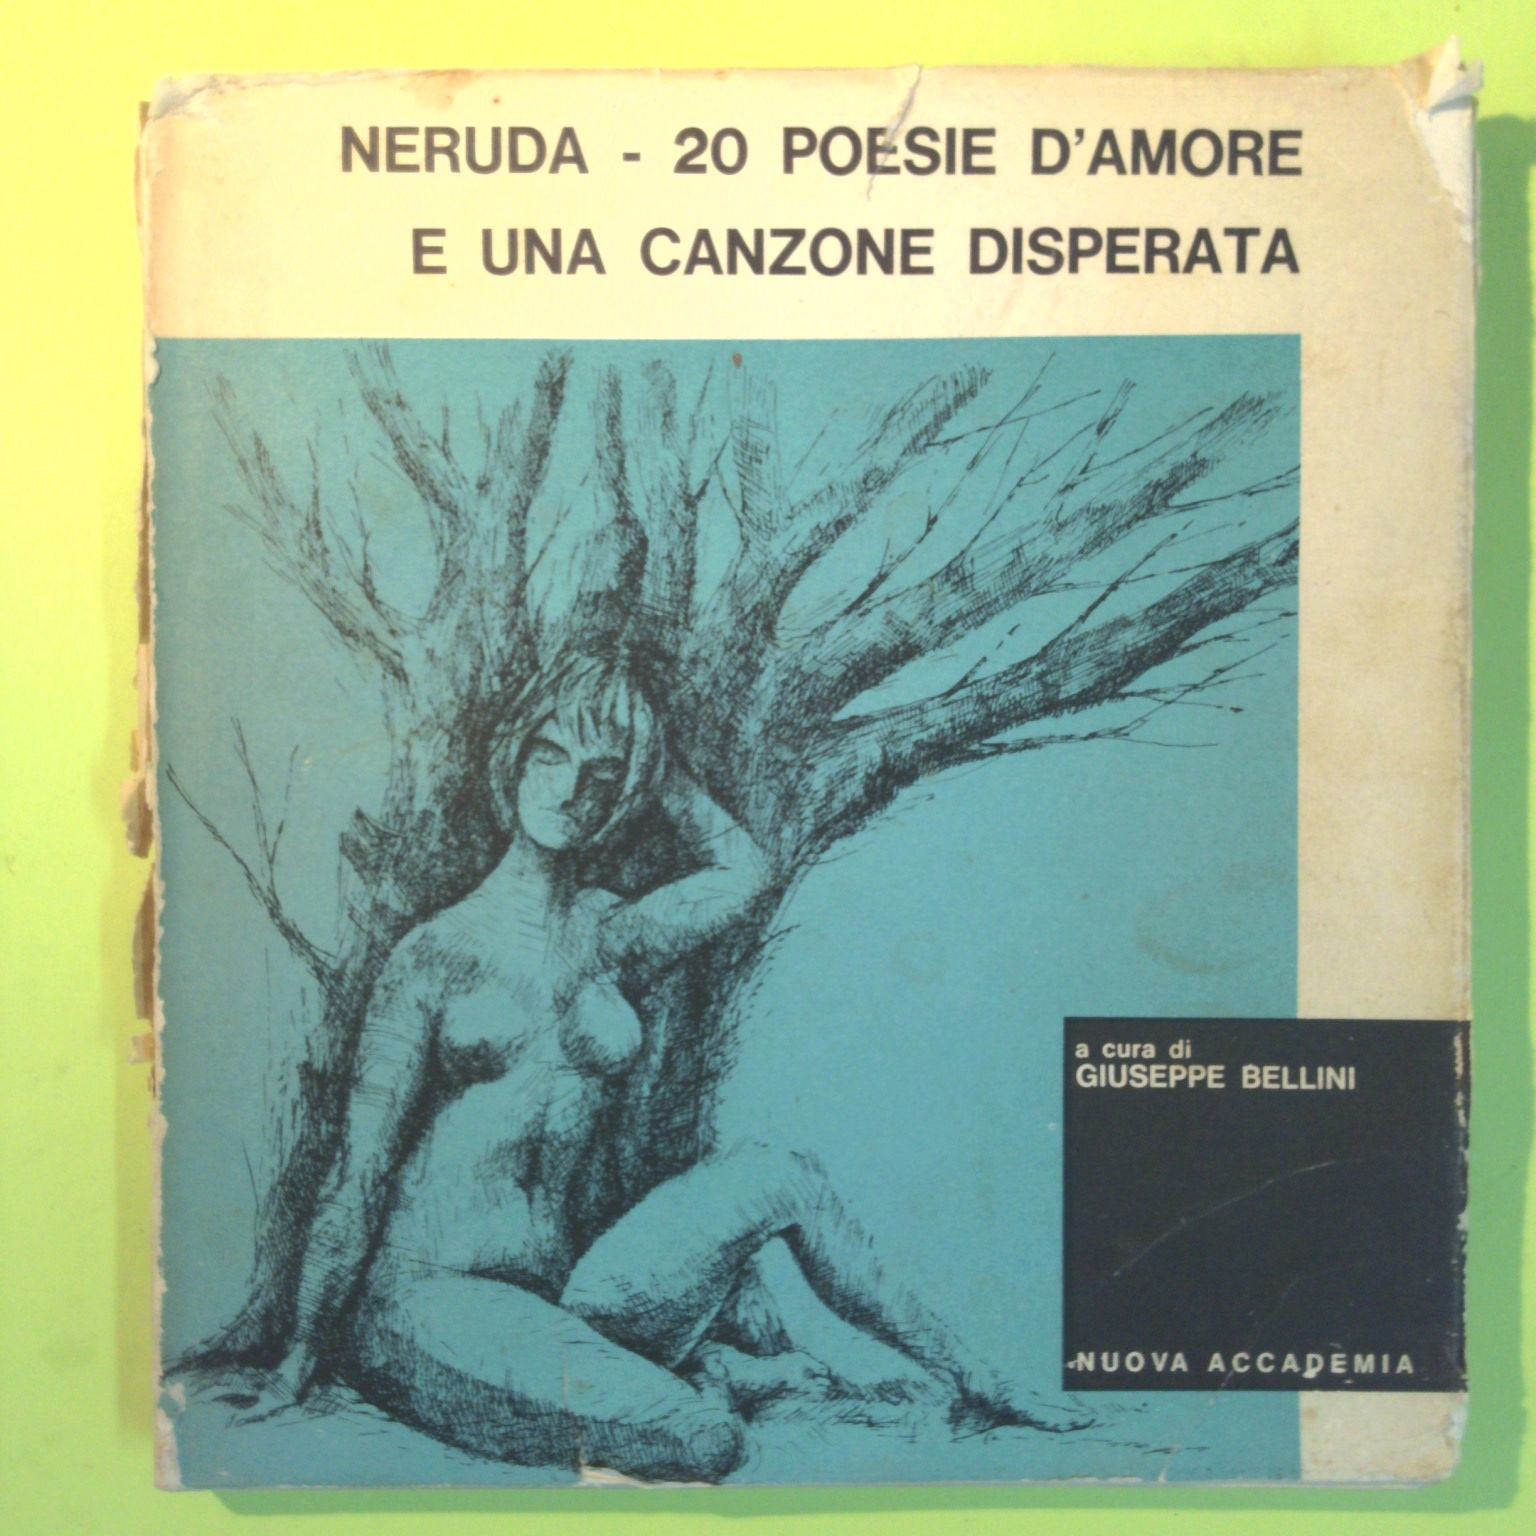 NERUDA - 20 POESIE D'AMORE
E UNA CANZONE DISPERATA
a cura di
GIUSEPPE BELLINI
NUOVA ACCADEMIA